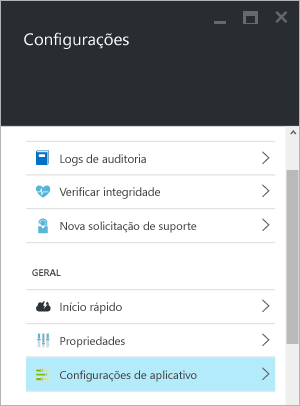 Configurações
Logs de auditoria
Verificar integridade
Nova solicitação de suporte
GERAL
Início rápido
Propriedades
Configurações de aplicativo